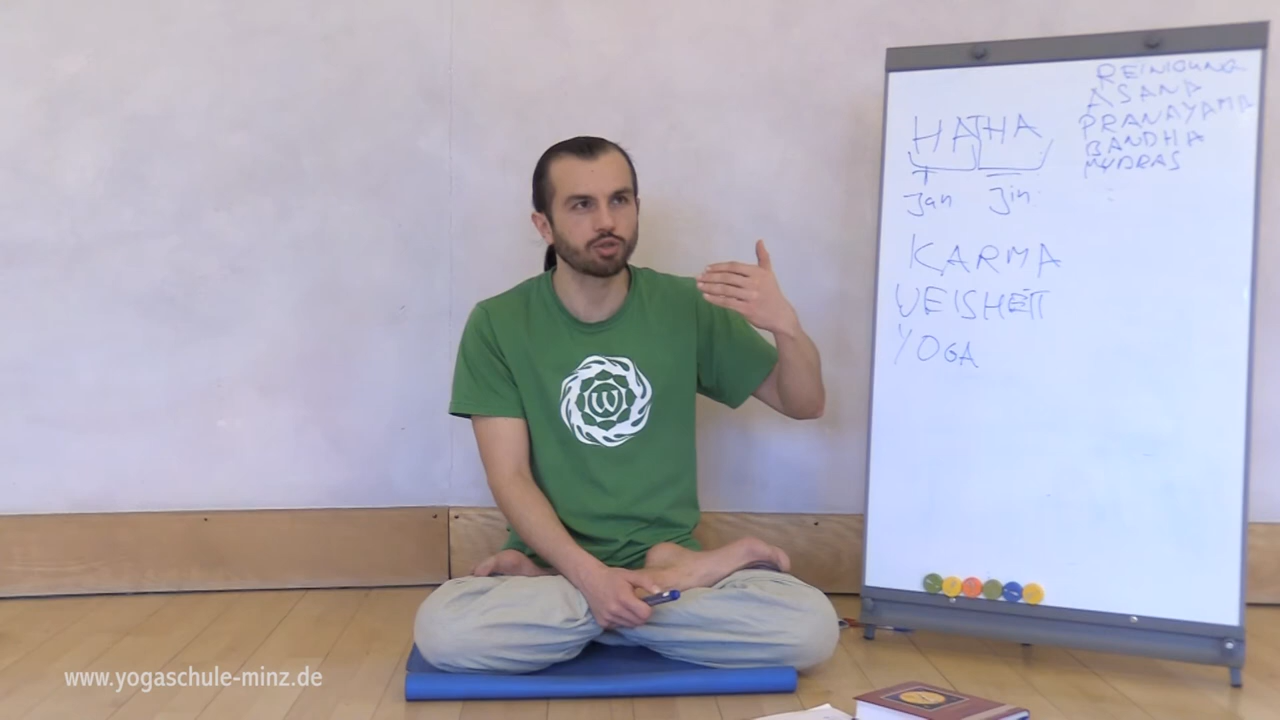 HATHA
Jan Jin
KARMA
WEISHEIT
YOGA
REINIGUNG
ASANA
PRANAYAMA
BANDHA
MUDRAS
W
www.yogaschule-minz.de